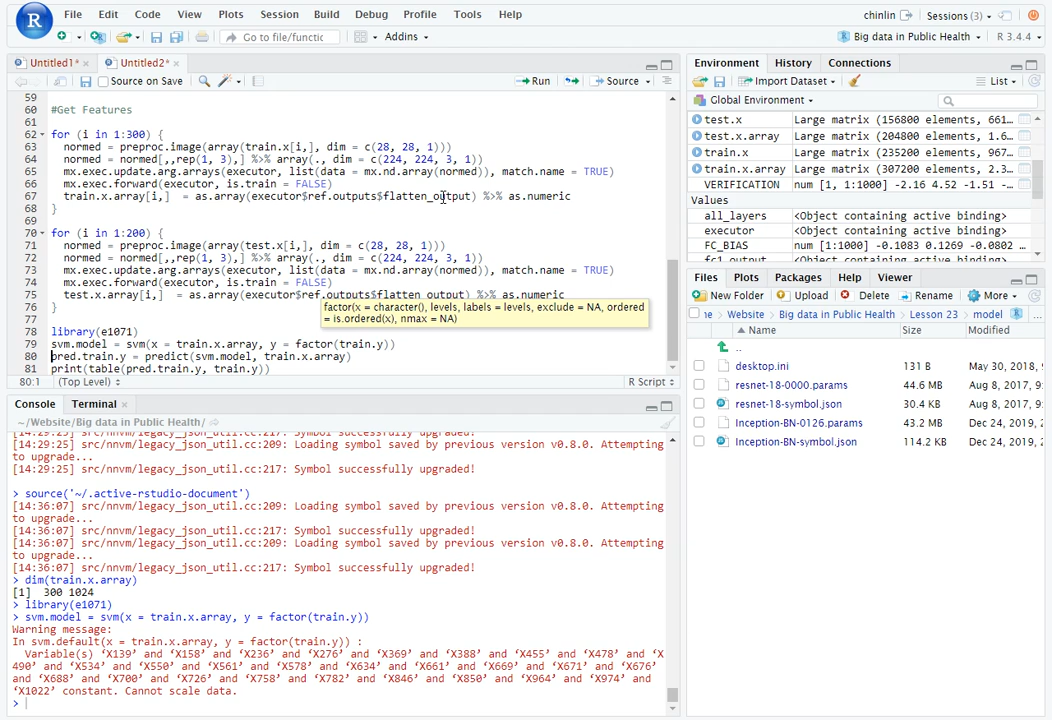 File Edit Code View Plots Session Build Debug Profile Tools Help
chinlin Sessions (3)
Go to file/functic Addins
Big data in Public Health R 3.4.4
Untitled1* × Untitled2* ×
Source on Save Run Source
59
60 #Get Features
61
62 for (i in 1:300) {
63 normed = preproc.image(array(train.x[i,], dim = c(28, 28, 1)))
64 normed = normed[,,rep(1, 3),] %>% array(., dim = c(224, 224, 3, 1))
65 mx.exec.update.arg.arrays(executor, list(data = mx.nd.array(normed)), match.name = TRUE)
66 mx.exec.forward(executor, is.train = FALSE)
67 train.x.array[i,] = as.array(executor$ref.outputs$flatten_output) %>% as.numeric
68 }
69
70 for (i in 1:200) {
71 normed = preproc.image(array(test.x[i,], dim = c(28, 28, 1)))
72 normed = normed[,,rep(1, 3),] %>% array(., dim = c(224, 224, 3, 1))
73 mx.exec.update.arg.arrays(executor, list(data = mx.nd.array(normed)), match.name = TRUE)
74 mx.exec.forward(executor, is.train = FALSE)
75 test.x.array[i,] = as.array(executor$ref.outputs$flatten_output) %>% as.numeric
76 }
factor(x = character(), levels, labels = levels, exclude = NA, ordered
= is.ordered(x), nmax = NA)
77
78 library(e1071)
79 svm.model = svm(x = train.x.array, y = factor(train.y))
80 pred.train.y = predict(svm.model, train.x.array)
81 print(table(pred.train.y, train.y))
80:1 (Top Level) R Script
Console Terminal ×
~/Website/Big data in Public Health/
[14:29:25] src/nnvm/legacy_json_util.cc:217: Symbol successfully upgraded!
[14:29:25] src/nnvm/legacy_json_util.cc:209: Loading symbol saved by previous version v0.8.0. Attempting
to upgrade...
[14:29:25] src/nnvm/legacy_json_util.cc:217: Symbol successfully upgraded!
> source('~/.active-rstudio-document')
[14:36:07] src/nnvm/legacy_json_util.cc:209: Loading symbol saved by previous version v0.8.0. Attempting
to upgrade...
[14:36:07] src/nnvm/legacy_json_util.cc:217: Symbol successfully upgraded!
[14:36:07] src/nnvm/legacy_json_util.cc:209: Loading symbol saved by previous version v0.8.0. Attempting
to upgrade...
[14:36:07] src/nnvm/legacy_json_util.cc:217: Symbol successfully upgraded!
> dim(train.x.array)
[1] 300 1024
> library(e1071)
> svm.model = svm(x = train.x.array, y = factor(train.y))
Warning message:
In svm.default(x = train.x.array, y = factor(train.y)) :
Variable(s) ‘X139’ and ‘X158’ and ‘X236’ and ‘X276’ and ‘X369’ and ‘X388’ and ‘X455’ and ‘X478’ and ‘X
490’ and ‘X534’ and ‘X550’ and ‘X561’ and ‘X578’ and ‘X634’ and ‘X661’ and ‘X669’ and ‘X671’ and ‘X676’
and ‘X688’ and ‘X700’ and ‘X726’ and ‘X758’ and ‘X782’ and ‘X846’ and ‘X850’ and ‘X964’ and ‘X974’ and
‘X1022’ constant. Cannot scale data.
>
Environment History Connections
Import Dataset List
Global Environment
test.x Large matrix (156800 elements, 661…
test.x.array Large matrix (204800 elements, 1.6…
train.x Large matrix (235200 elements, 967…
train.x.array Large matrix (307200 elements, 2.3…
VERIFICATION num [1, 1:1000] -2.16 4.52 -1.51 -…
Values
all_layers <Object containing active binding>
executor <Object containing active binding>
FC_BIAS num [1:1000] -0.1083 0.1269 -0.0802 …
fc1_output <Object containing active binding>
Files Plots Packages Help Viewer
New Folder Upload Delete Rename More
me Website Big data in Public Health Lesson 23 model
Name Size Modified
..
desktop.ini 131 B May 30, 2018, 9:
resnet-18-0000.params 44.6 MB Aug 8, 2017, 9:
resnet-18-symbol.json 30.4 KB Aug 8, 2017, 9:
Inception-BN-0126.params 43.2 MB Dec 24, 2019,
Inception-BN-symbol.json 114.2 KB Dec 24, 2019,